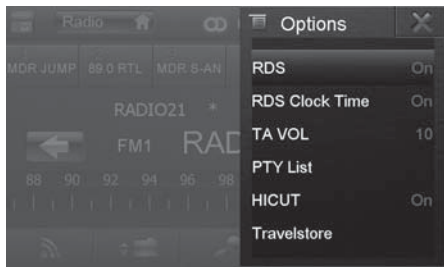 Radio
Options
MDR JUMP 89.0 RTL MDR S-AN
RDS On
RADIO21 *
RDS Clock Time On
FM1 RAD
TA VOL 10
PTY List
88 90 92 94 96 98
HICUT On
Travelstore